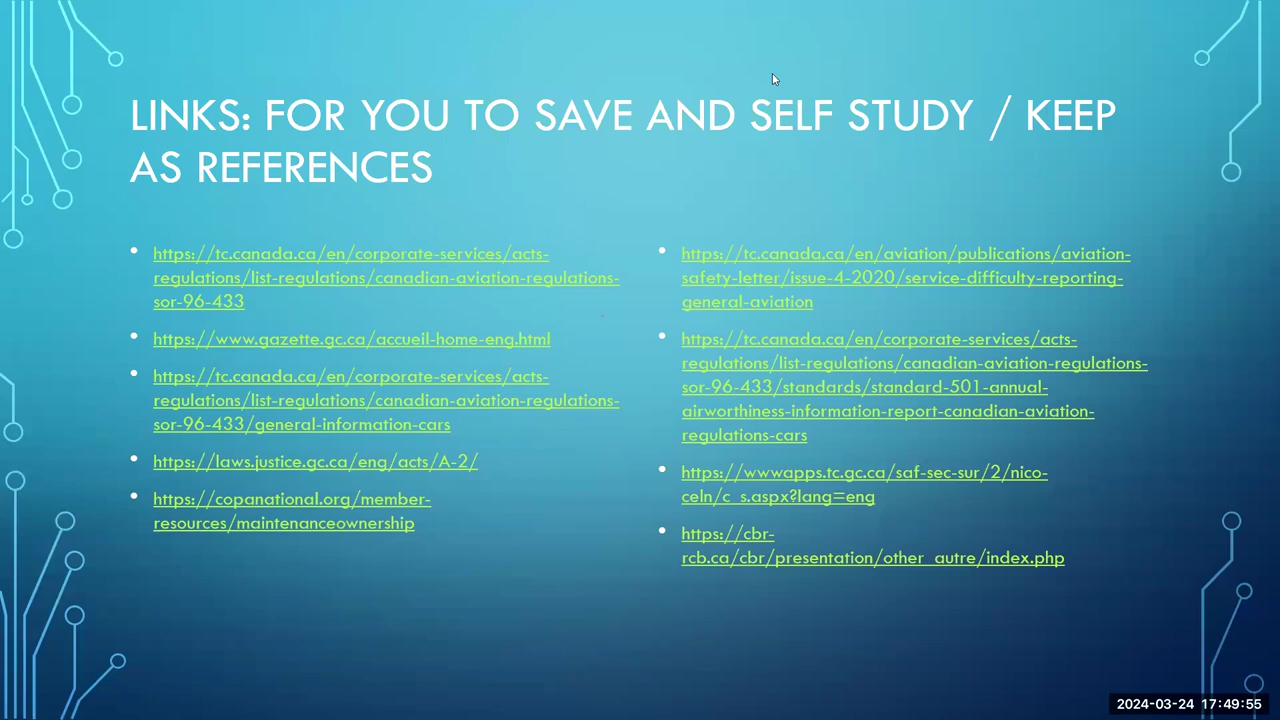 LINKS: FOR YOU TO SAVE AND SELF STUDY / KEEP
AS REFERENCES
• https://tc.canada.ca/en/corporate-services/acts-
regulations/list-regulations/canadian-aviation-regulations-
sor-96-433
• https://www.gazette.gc.ca/accueil-home-eng.html
• https://tc.canada.ca/en/corporate-services/acts-
regulations/list-regulations/canadian-aviation-regulations-
sor-96-433/general-information-cars
• https://laws.justice.gc.ca/eng/acts/A-2/
• https://copanational.org/member-
resources/maintenanceownership
• https://tc.canada.ca/en/aviation/publications/aviation-
safety-letter/issue-4-2020/service-difficulty-reporting-
general-aviation
• https://tc.canada.ca/en/corporate-services/acts-
regulations/list-regulations/canadian-aviation-regulations-
sor-96-433/standards/standard-501-annual-
airworthiness-information-report-canadian-aviation-
regulations-cars
• https://wwwapps.tc.gc.ca/saf-sec-sur/2/nico-
celn/c_s.aspx?lang=eng
• https://cbr-
rcb.ca/cbr/presentation/other_autre/index.php
2024-03-24 17:49:55